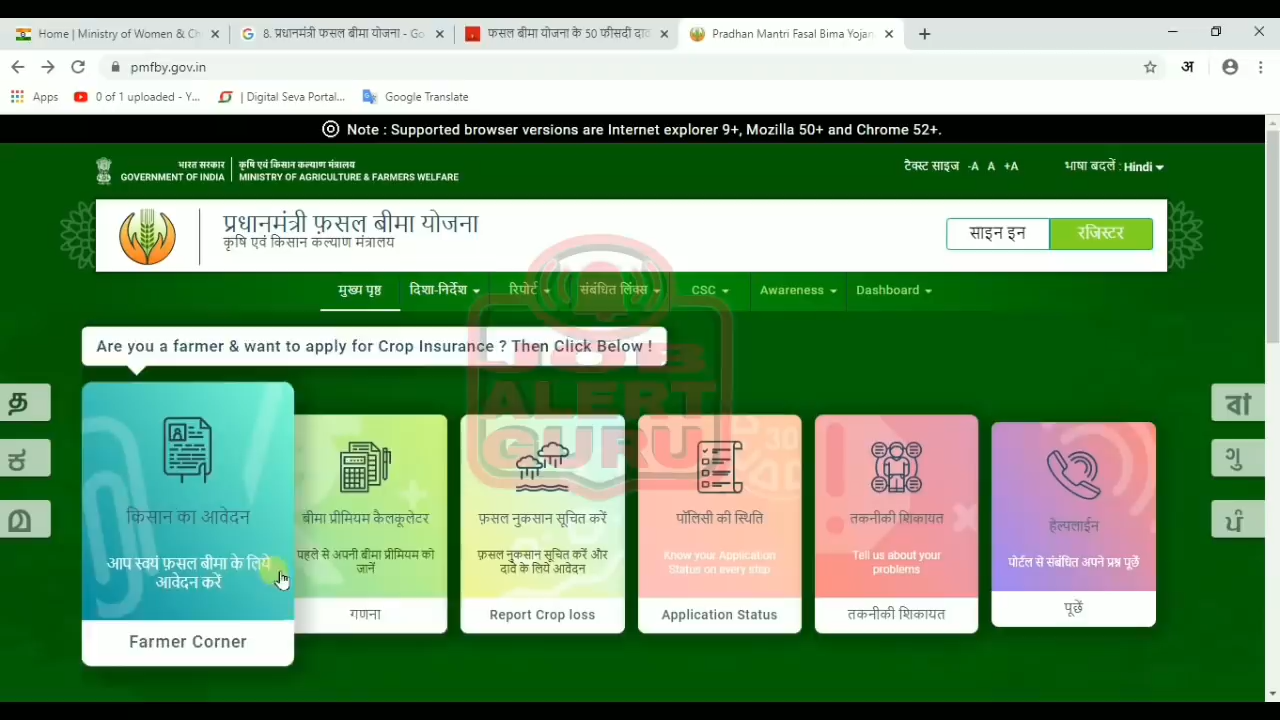 Home | Ministry of Women & Ch
8. प्रधानमंत्री फसल बीमा योजना - Go
फसल बीमा योजना के 50 फीसदी दाव
Pradhan Mantri Fasal Bima Yojan
pmfby.gov.in
अ
Apps
0 of 1 uploaded - Y...
| Digital Seva Portal...
Google Translate
Note : Supported browser versions are Internet explorer 9+, Mozilla 50+ and Chrome 52+.
भारत सरकार
GOVERNMENT OF INDIA
कृषि एवं किसान कल्याण मंत्रालय
MINISTRY OF AGRICULTURE & FARMERS WELFARE
टैक्स्ट साइज -A A +A
भाषा बदलें : Hindi
प्रधानमंत्री फ़सल बीमा योजना
कृषि एवं किसान कल्याण मंत्रालय
साइन इन
रजिस्टर
मुख्य पृष्ठ
दिशा-निर्देश
रिपोर्ट
संबंधित लिंक्स
CSC
Awareness
Dashboard
Are you a farmer & want to apply for Crop Insurance ? Then Click Below !
JOB
ALERT
GURU
த
ಕ
മ
বা
ગુ
ਪੰ
किसान का आवेदन
आप स्वयं फ़सल बीमा के लिये
आवेदन करें
Farmer Corner
बीमा प्रीमियम कैलकूलेटर
पहले से अपनी बीमा प्रीमियम को
जानें
गणना
फ़सल नुकसान सूचित करें
फ़सल नुकसान सूचित करें और
दावे के लिये आवेदन
Report Crop loss
पॉलिसी की स्थिति
Know your Application
Status on every step
Application Status
तकनीकी शिकायत
Tell us about your
problems
तकनीकी शिकायत
हेल्पलाईन
पोर्टल से संबंधित अपने प्रश्न पूछें
पूछें